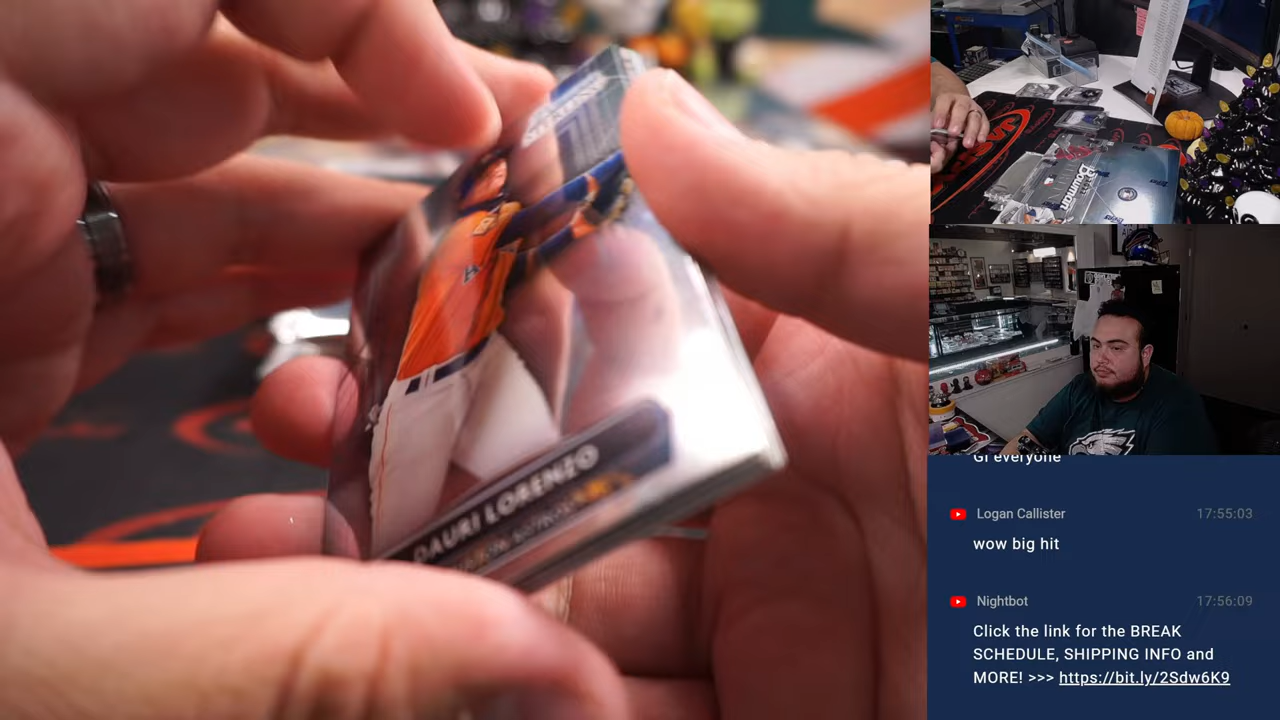 DAURI LORENZO
Bowman
GI everyone
Logan Callister
17:55:03
wow big hit
Nightbot
17:56:09
Click the link for the BREAK
SCHEDULE, SHIPPING INFO and
MORE! >>> https://bit.ly/2Sdw6K9